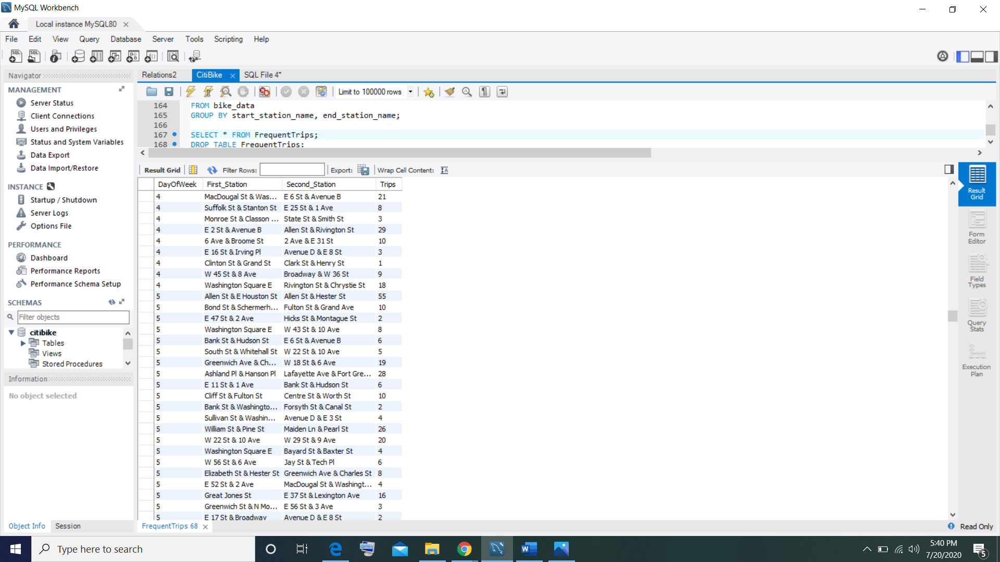 MySQL Workbench
Local instance MySQL80
File Edit View Query Database Server Tools Scripting Help
Navigator
MANAGEMENT
Server Status
Client Connections
Users and Privileges
Status and System Variables
Data Export
Data Import/Restore
INSTANCE
Startup / Shutdown
Server Logs
Options File
PERFORMANCE
Dashboard
Performance Reports
Performance Schema Setup
SCHEMAS
Filter objects
citibike
Tables
Views
Stored Procedures
Information
No object selected
Object Info Session
Relations2 CitiBike SQL File 4*
Limit to 100000 rows
164 FROM bike_data
165 GROUP BY start_station_name, end_station_name;
166
167 SELECT * FROM FrequentTrips;
168 DROP TABLE FrequentTrips;
Result Grid Filter Rows: Export: Wrap Cell Content:
DayOfWeek First_Station Second_Station Trips
4 MacDougal St & Was... E 6 St & Avenue B 21
4 Suffolk St & Stanton St E 25 St & 1 Ave 8
4 Monroe St & Classon ... State St & Smith St 3
4 E 2 St & Avenue B Allen St & Rivington St 29
4 6 Ave & Broome St 2 Ave & E 31 St 10
4 E 16 St & Irving Pl Avenue D & E 8 St 3
4 Clinton St & Grand St Clark St & Henry St 1
4 W 45 St & 8 Ave Broadway & W 36 St 9
4 Washington Square E Rivington St & Chrystie St 18
5 Allen St & E Houston St Allen St & Hester St 55
5 Bond St & Schermerh... Fulton St & Grand Ave 10
5 E 47 St & 2 Ave Hicks St & Montague St 2
5 Washington Square E W 43 St & 10 Ave 8
5 Bank St & Hudson St E 6 St & Avenue B 6
5 South St & Whitehall St W 22 St & 10 Ave 5
5 Greenwich Ave & Ch... W 18 St & 6 Ave 19
5 Ashland Pl & Hanson Pl Lafayette Ave & Fort Gre... 28
5 E 11 St & 1 Ave Bank St & Hudson St 6
5 Cliff St & Fulton St Centre St & Worth St 10
5 Bank St & Washingto... Forsyth St & Canal St 2
5 Sullivan St & Washin... Avenue D & E 3 St 4
5 William St & Pine St Maiden Ln & Pearl St 26
5 W 22 St & 10 Ave W 29 St & 9 Ave 20
5 Washington Square E Bayard St & Baxter St 4
5 W 56 St & 6 Ave Jay St & Tech Pl 6
5 Elizabeth St & Hester St Greenwich Ave & Charles St 8
5 E 52 St & 2 Ave MacDougal St & Washingt... 4
5 Great Jones St E 37 St & Lexington Ave 16
5 Greenwich St & N Mo... E 56 St & 3 Ave 3
5 E 17 St & Broadway Avenue D & E 8 St 2
Result
Grid
Form
Editor
Field
Types
Query
Stats
Execution
Plan
FrequentTrips 68
Read Only
Type here to search
5:40 PM
7/20/2020
5